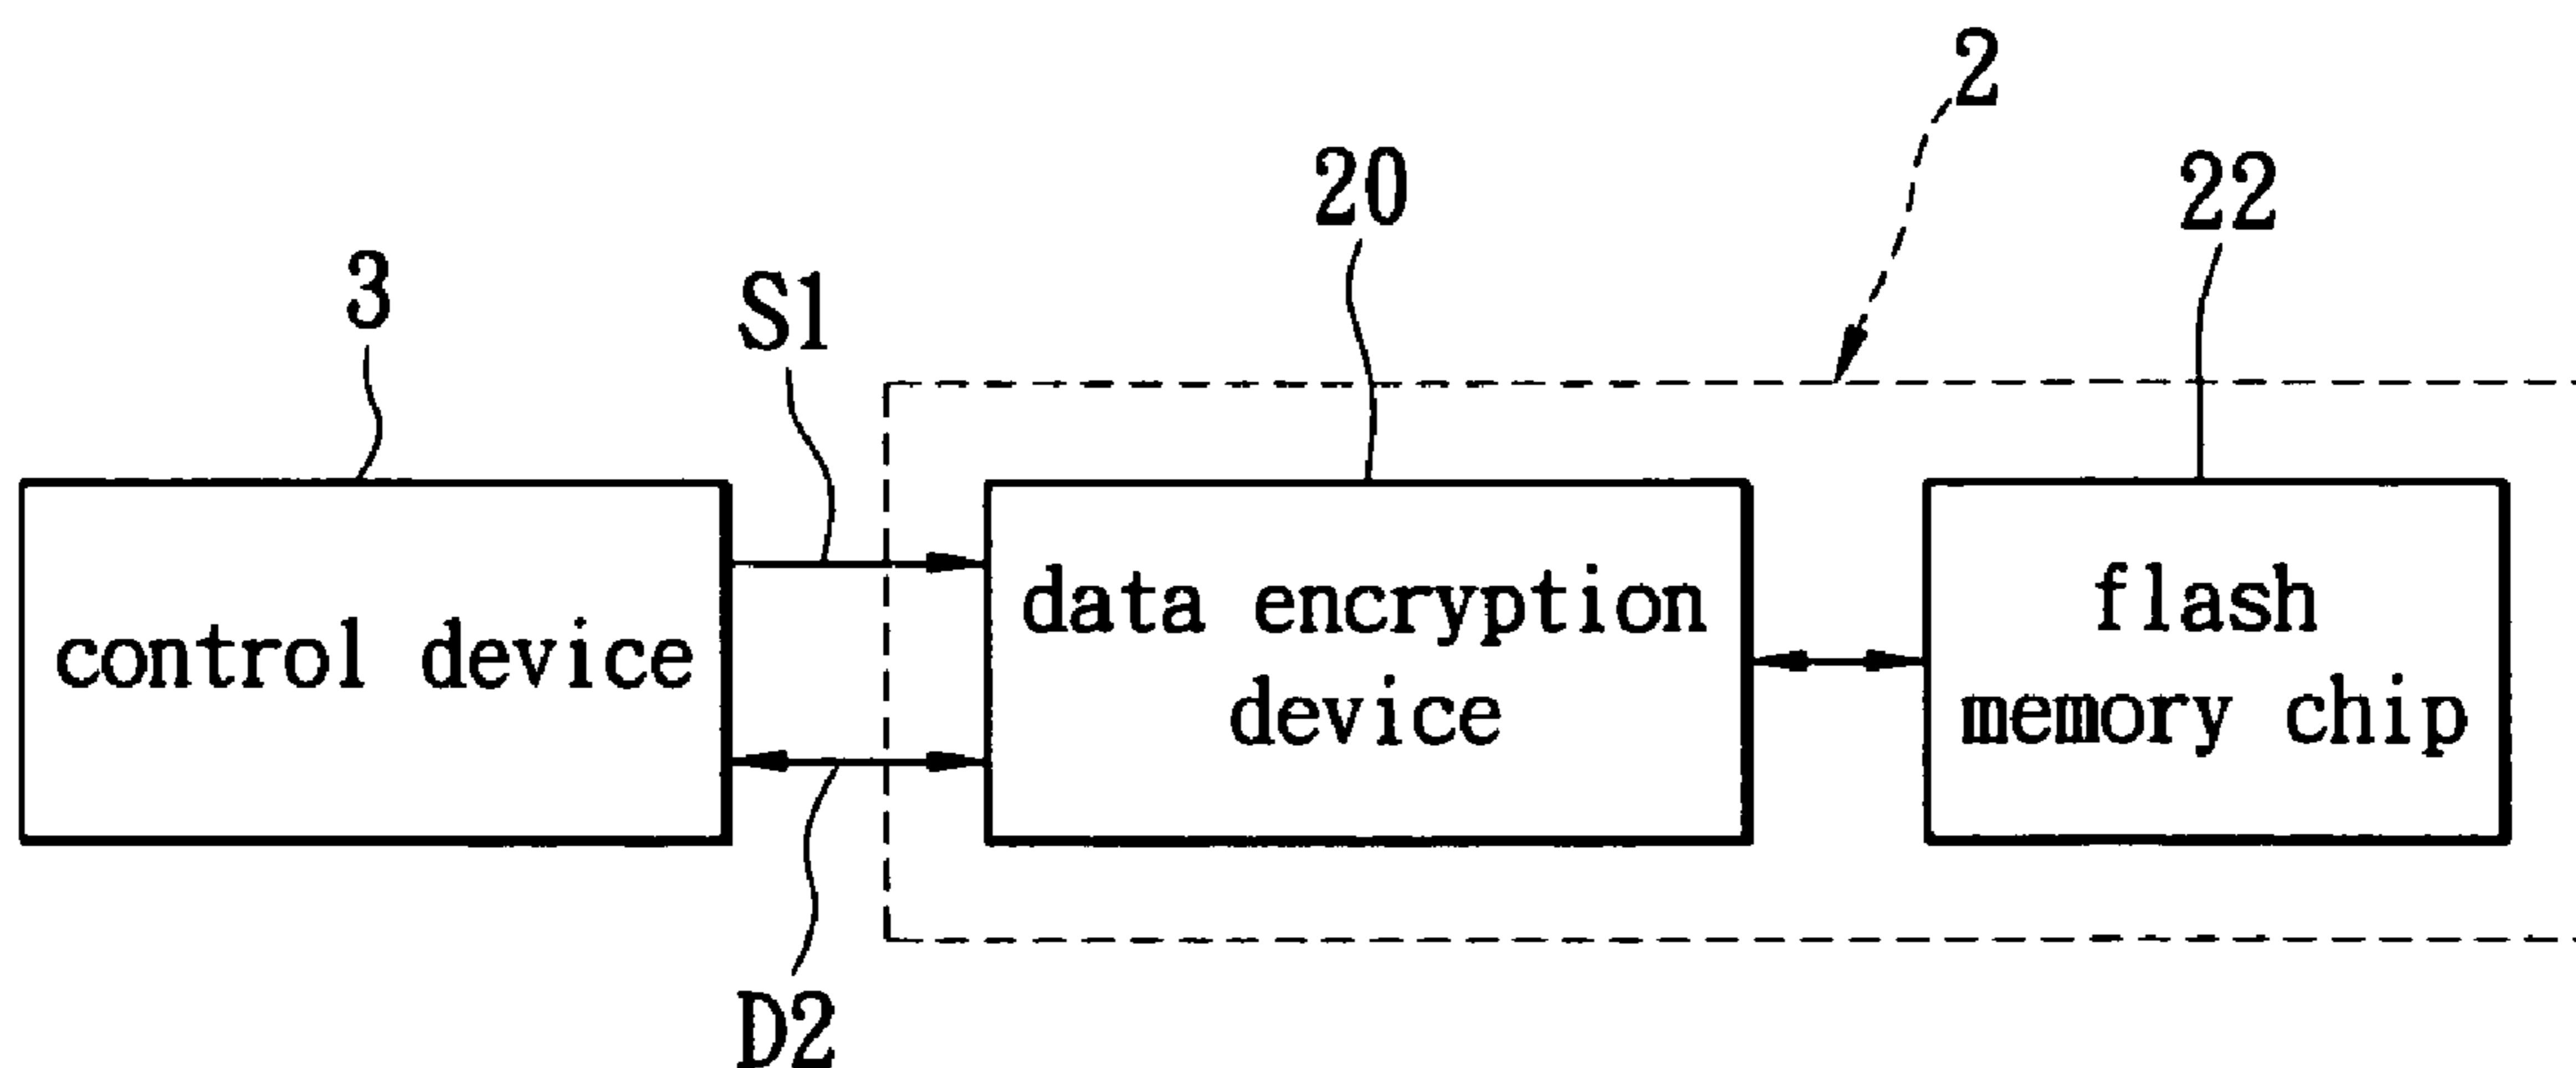 2
20
22
3
S1
control device
data encryption
device
flash
memory chip
D2